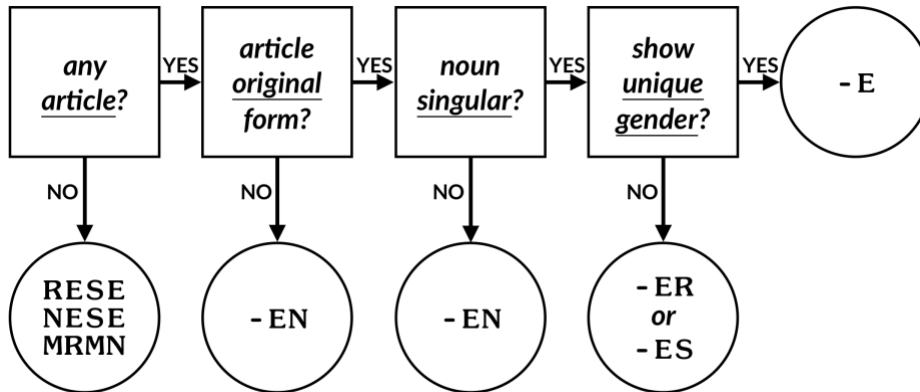 any
article?
YES
article
original
form?
YES
noun
singular?
YES
show
unique
gender?
YES
- E
NO
NO
NO
NO
RESE
NESE
MRMN
- EN
- EN
- ER
or
- ES